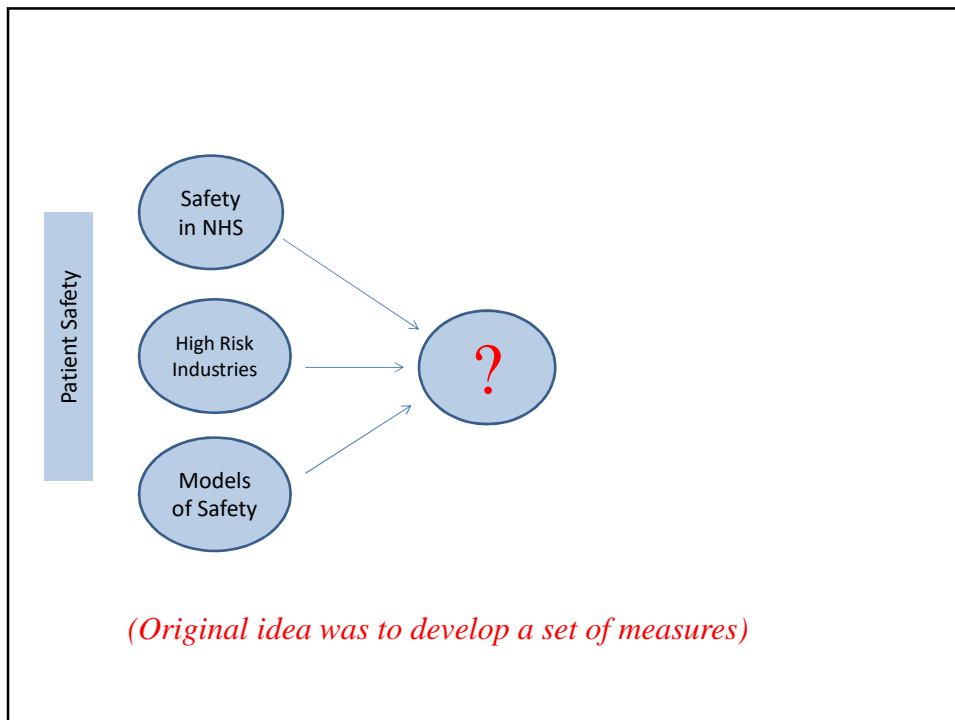 Patient Safety
Safety
in NHS
High Risk
Industries
Models
of Safety
?
(Original idea was to develop a set of measures)